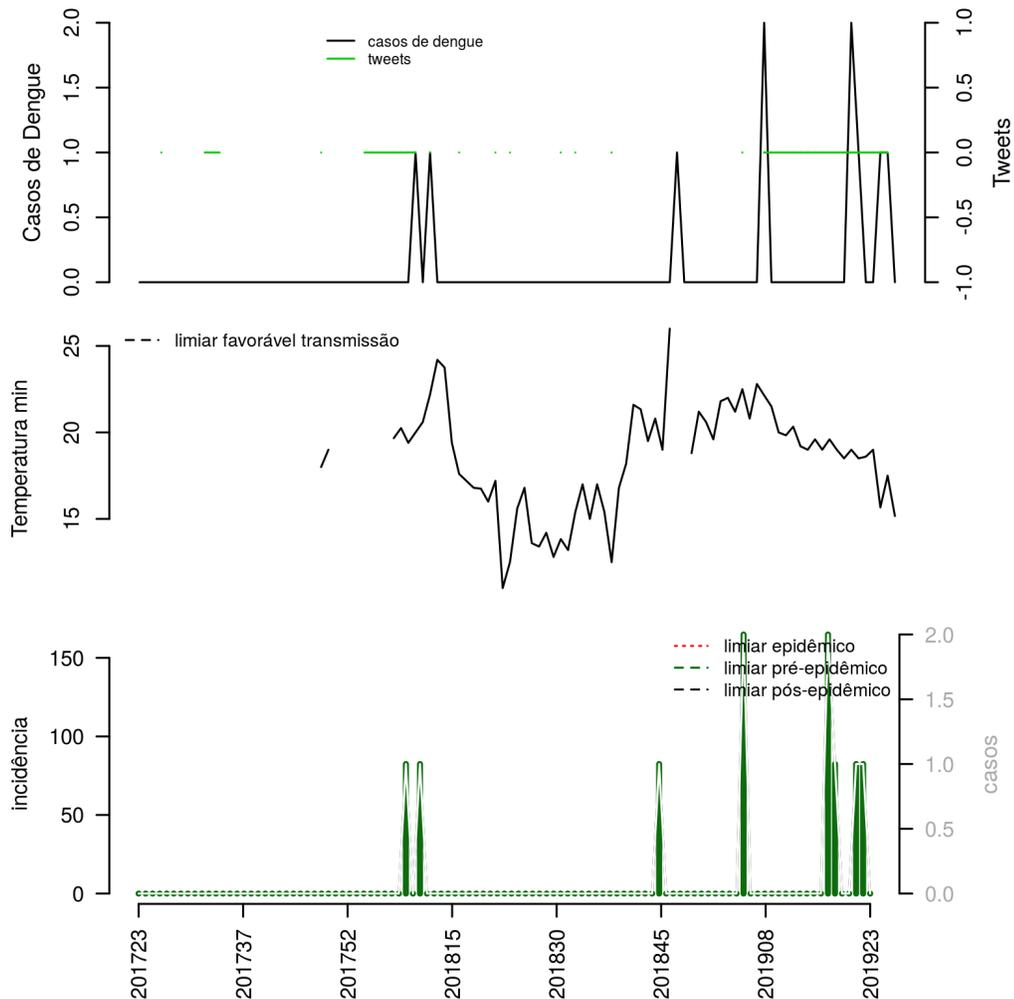 Casos de Dengue
0.0
0.5
1.0
1.5
2.0
casos de dengue
tweets
Tweets
-1.0
-0.5
0.0
0.5
1.0
Temperatura min
15
20
25
limiar favorável transmissão
incidência
0
50
100
150
limiar epidêmico
limiar pré-epidêmico
limiar pós-epidêmico
casos
0.0
0.5
1.0
1.5
2.0
201723
201737
201752
201815
201830
201845
201908
201923